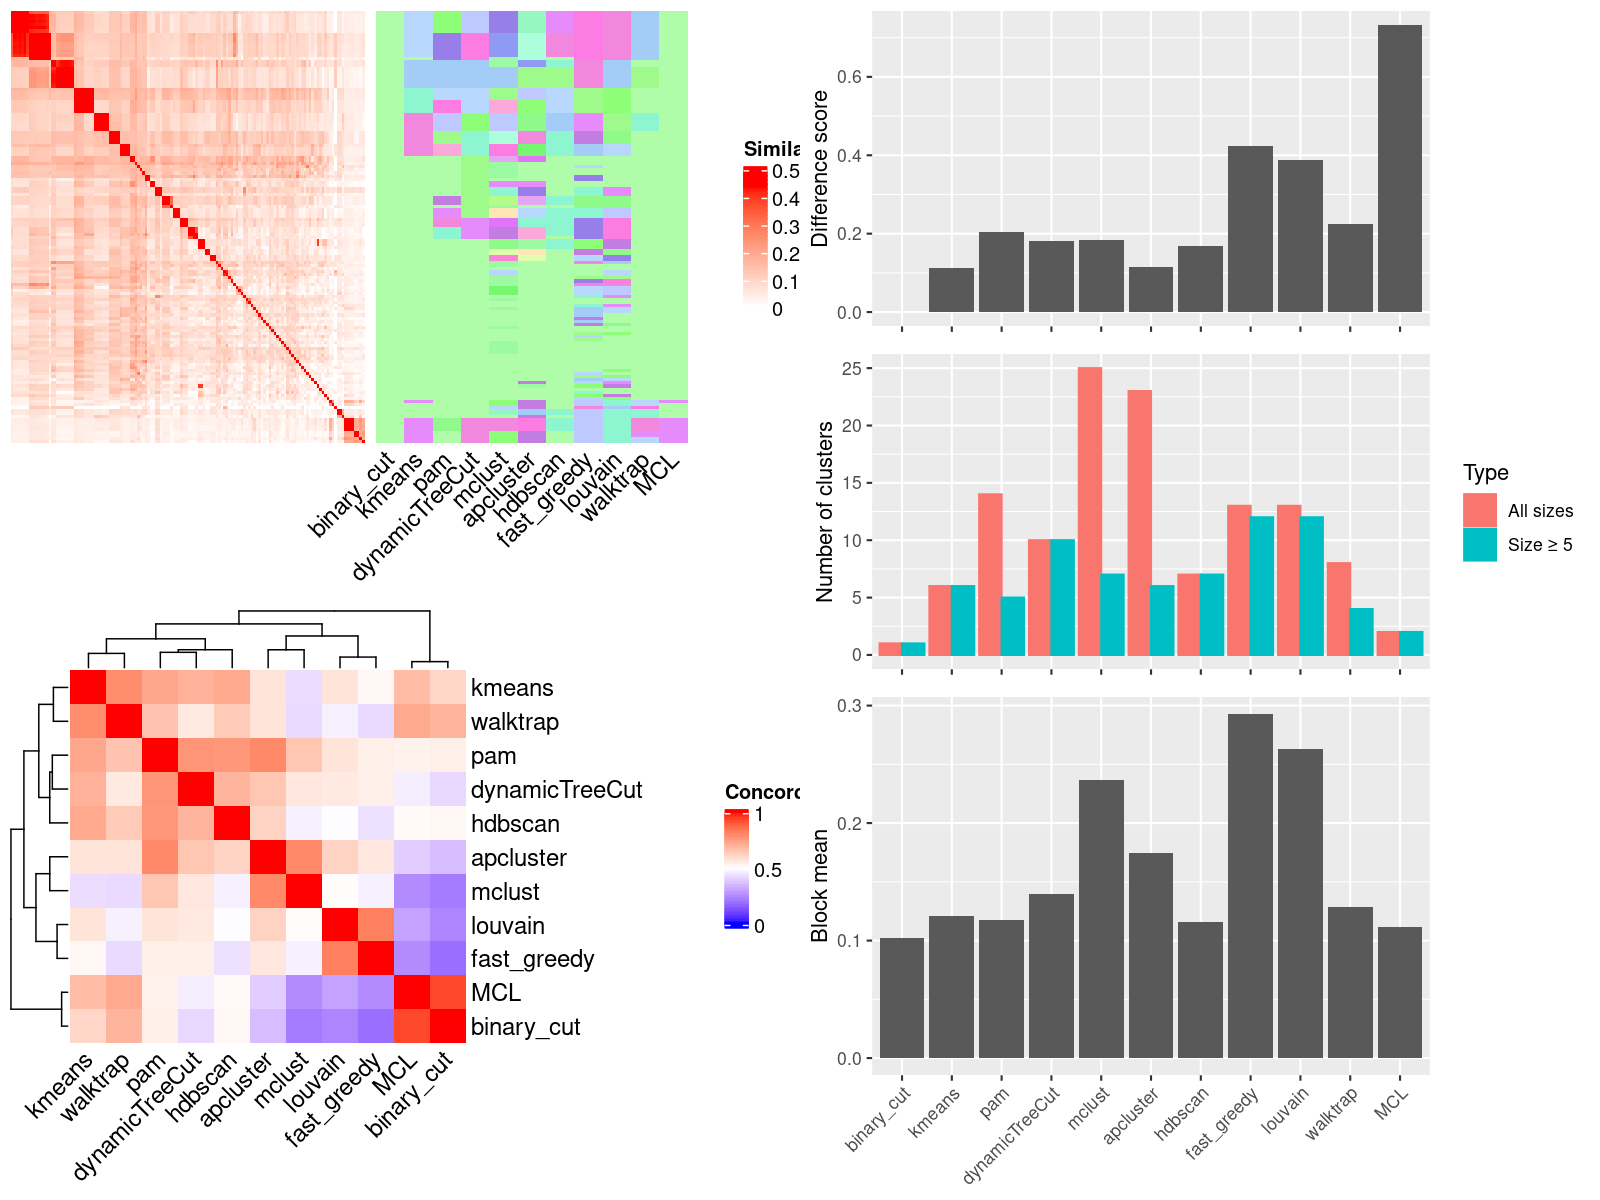 Simila
0.5
0.4
0.3
0.2
0.1
0
binary_cut
kmeans
pam
dynamicTreeCut
mclust
apcluster
hdbscan
fast_greedy
louvain
walktrap
MCL
kmeans
walktrap
pam
dynamicTreeCut
hdbscan
apcluster
mclust
louvain
fast_greedy
MCL
binary_cut
kmeans
walktrap
pam
dynamicTreeCut
hdbscan
apcluster
mclust
louvain
fast_greedy
MCL
binary_cut
Concord
1
0.5
0
Difference score
0.6
0.4
0.2
0.0
Number of clusters
25
20
15
10
5
0
Type
All sizes
Size ≥ 5
Block mean
0.3
0.2
0.1
0.0
binary_cut
kmeans
pam
dynamicTreeCut
mclust
apcluster
hdbscan
fast_greedy
louvain
walktrap
MCL